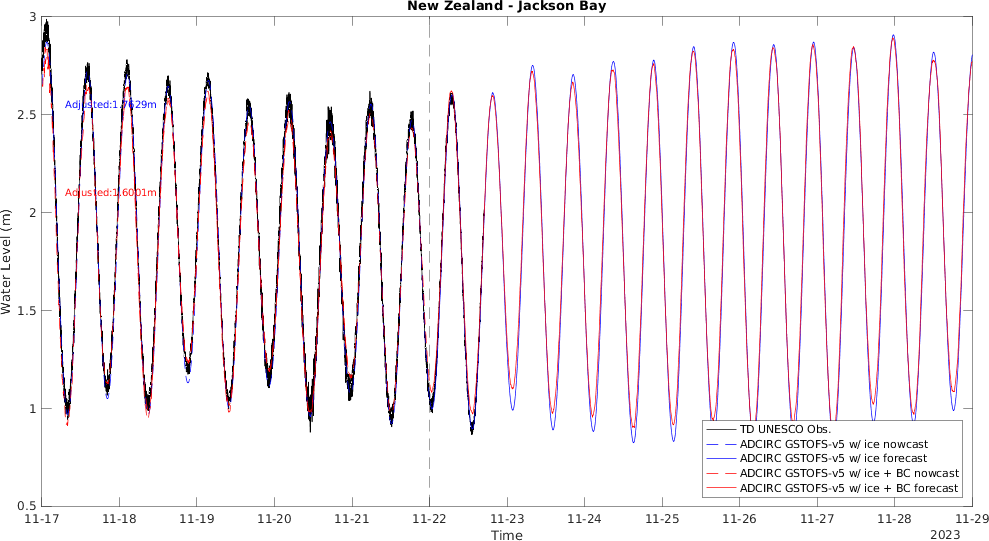 New Zealand - Jackson Bay
3
2.5
2
1.5
1
0.5
Water Level (m)
Adjusted:1.7629m
Adjusted:1.6001m
TD UNESCO Obs.
ADCIRC GSTOFS-v5 w/ ice nowcast
ADCIRC GSTOFS-v5 w/ ice forecast
ADCIRC GSTOFS-v5 w/ ice + BC nowcast
ADCIRC GSTOFS-v5 w/ ice + BC forecast
11-17 11-18 11-19 11-20 11-21 11-22 11-23 11-24 11-25 11-26 11-27 11-28 11-29
Time
2023